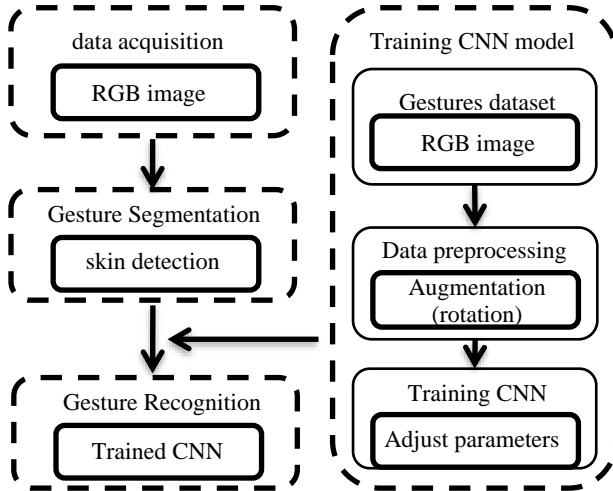 data acquisition
RGB image
Gesture Segmentation
skin detection
Gesture Recognition
Trained CNN
Training CNN model
Gestures dataset
RGB image
Data preprocessing
Augmentation
(rotation)
Training CNN
Adjust parameters